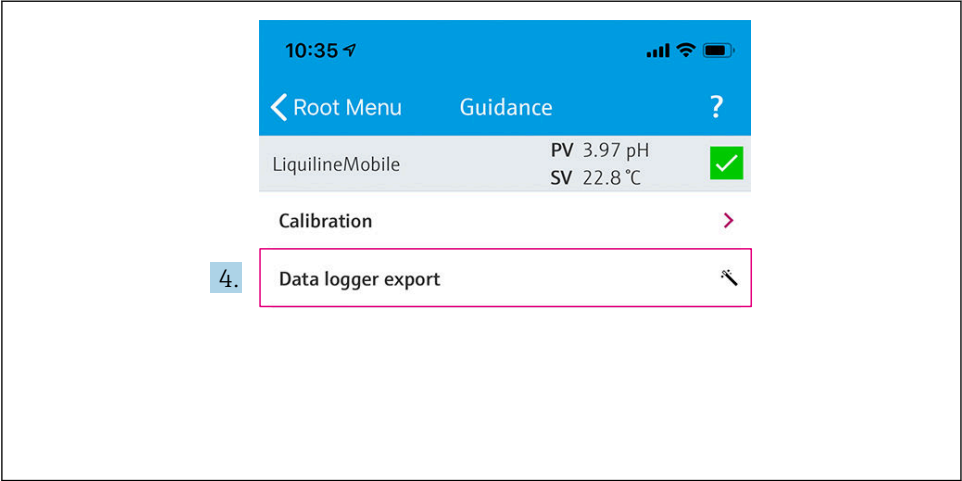 10:35
Root Menu Guidance ?
LiquilineMobile PV 3.97 pH
SV 22.8 °C
Calibration
4. Data logger export